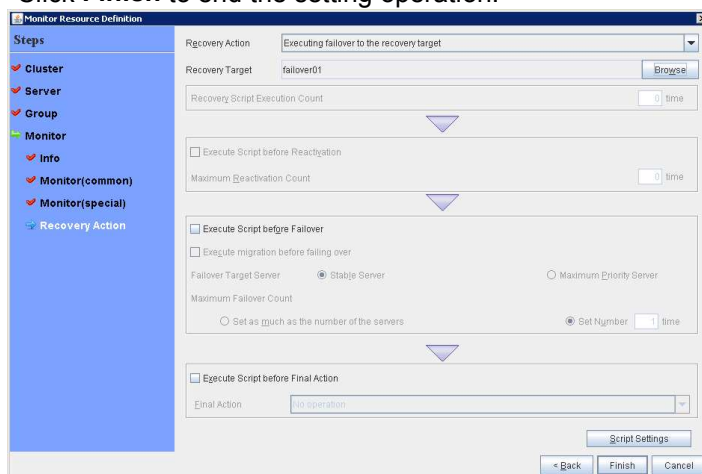 Click Finish to end the setting operation.
Monitor Resource Definition
Steps
Cluster
Server
Group
Monitor
Info
Monitor(common)
Monitor(special)
Recovery Action
Recovery Action Executing failover to the recovery target
Recovery Target failover01 Browse
Recovery Script Execution Count 0 time
Execute Script before Reactivation
Maximum Reactivation Count 0 time
Execute Script before Failover
Execute migration before failing over
Failover Target Server Stable Server Maximum Priority Server
Maximum Failover Count
Set as much as the number of the servers Set Number 1 time
Execute Script before Final Action
Final Action No operation
Script Settings
< Back Finish Cancel